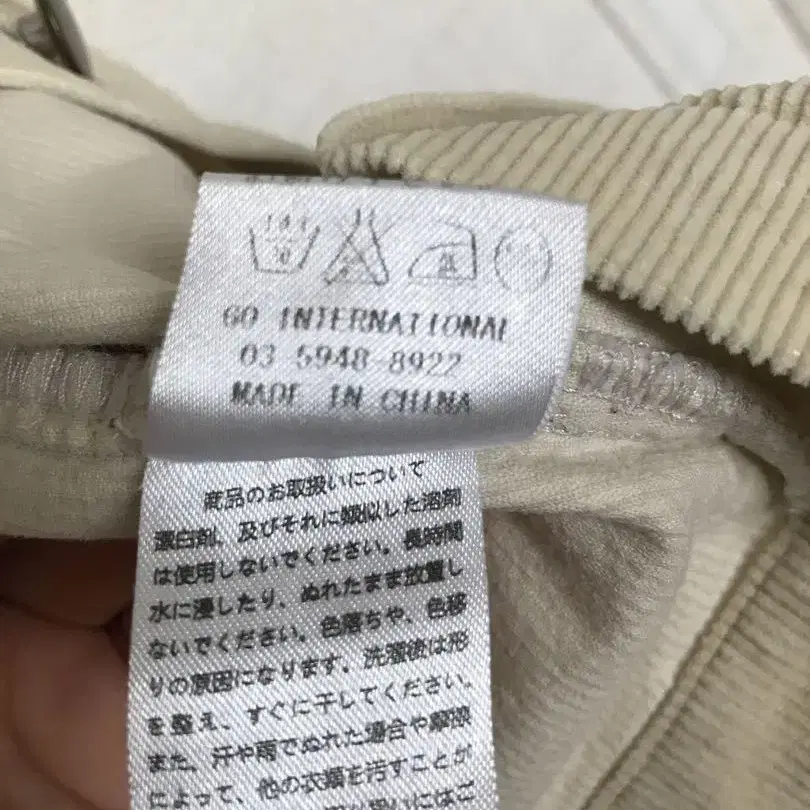 GO INTERNATIONAL
03 5948-8922
MADE IN CHINA
商品のお取扱いについて
漂白剤、及びそれに類似した溶剤
は使用しないでください。長時間
水に浸したり、ぬれたまま放置し
ないでください。色落ちや、色移
りの原因になります。洗濯後は形
を整え、すぐに干してください。
また、汗や雨でぬれた場合や摩擦
によって、他の衣類を汚すことが